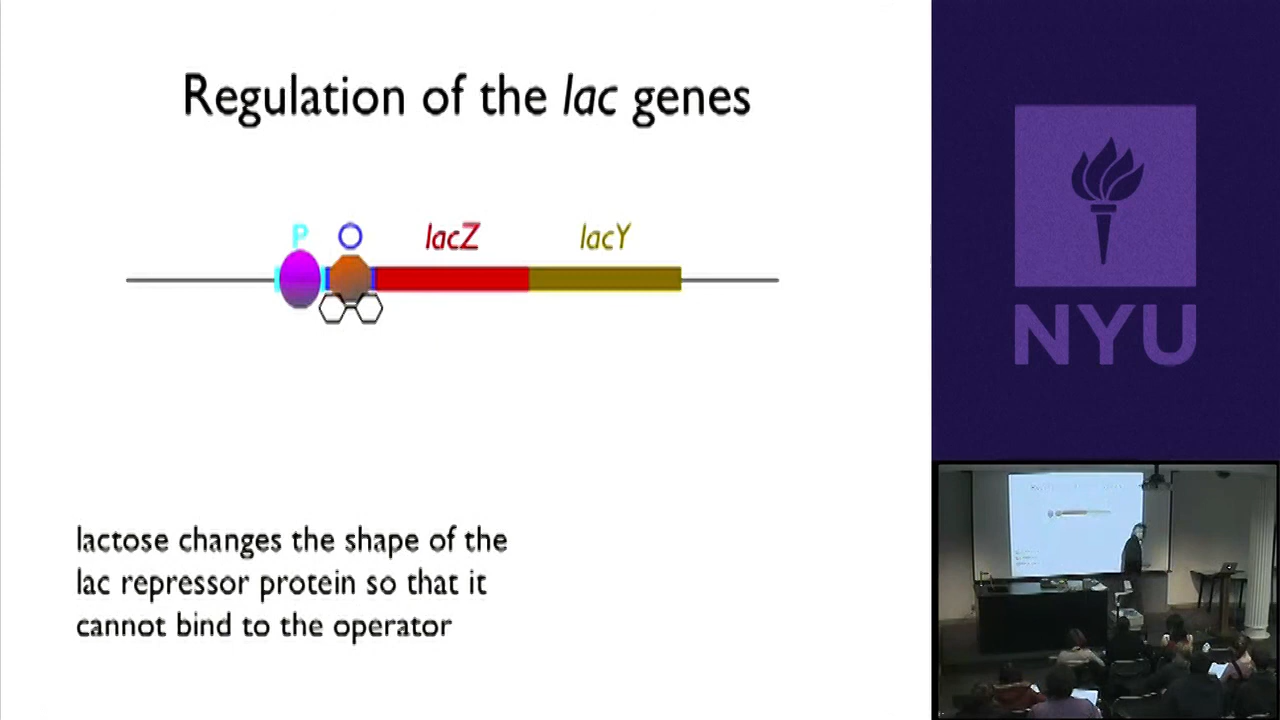 Regulation of the lac genes
P O lacZ lacY
lactose changes the shape of the
lac repressor protein so that it
cannot bind to the operator
NYU